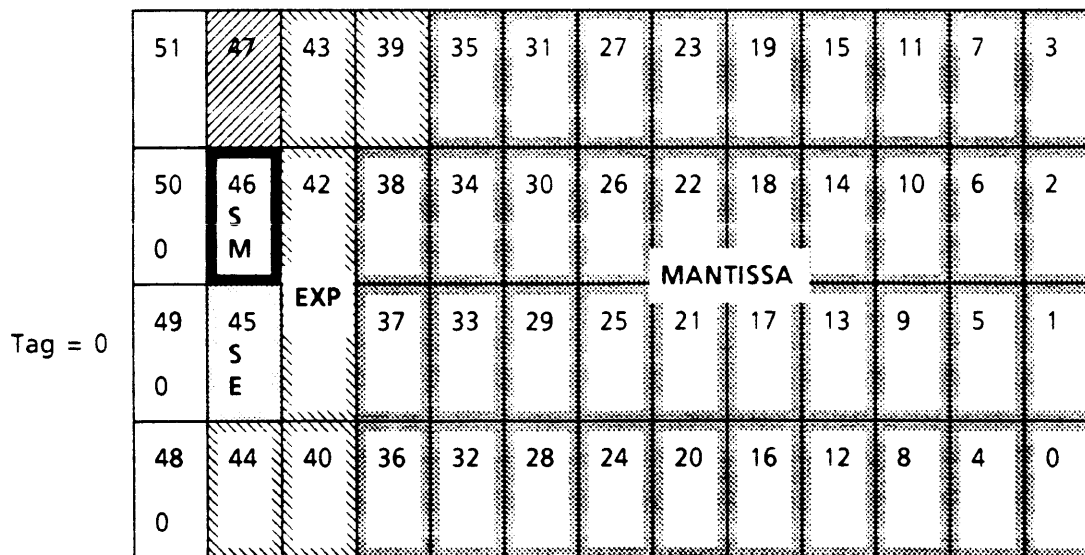 51 47 43 39 35 31 27 23 19 15 11 7 3
50 46 42 38 34 30 26 22 18 14 10 6 2
S
0 M
MANTISSA
EXP
49 45 37 33 29 25 21 17 13 9 5 1
Tag = 0
S
0 E
48 44 40 36 32 28 24 20 16 12 8 4 0
0